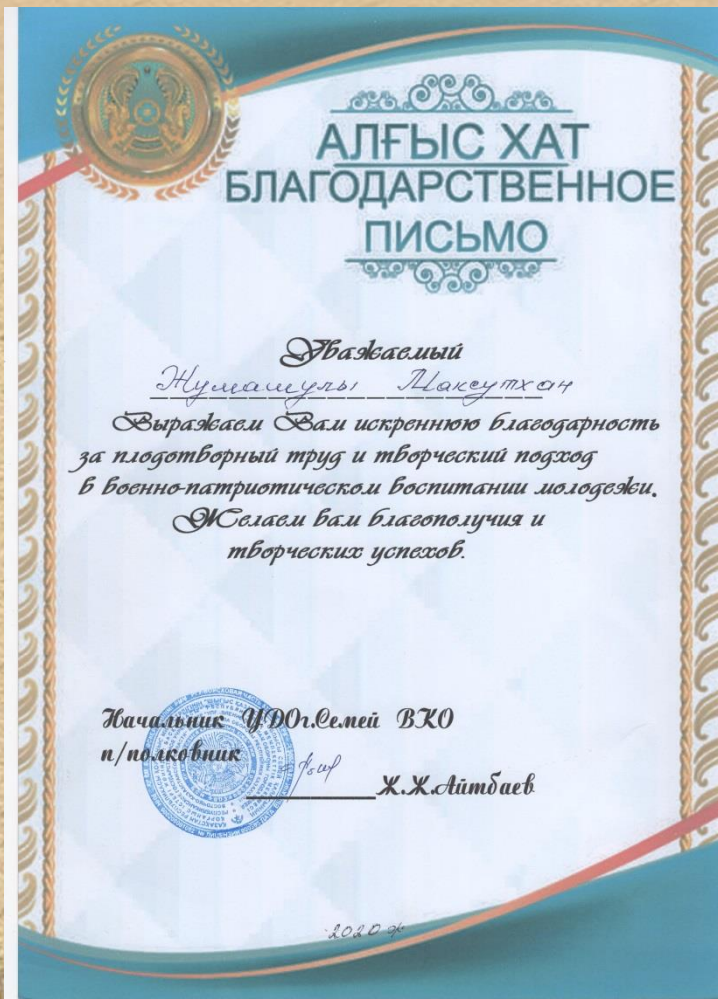 АЛҒЫС ХАТ
БЛАГОДАРСТВЕННОЕ
ПИСЬМО
Уважаемый
Жумашулы Максутхан
Выражаем Вам искреннюю благодарность
за плодотворный труд и творческий подход
в военно-патриотическом воспитании молодежи.
Желаем вам благополучия и
творческих успехов.
Начальник УДОг.Семей ВКО
п/полковник
Ж.Ж.Айтбаев
2020